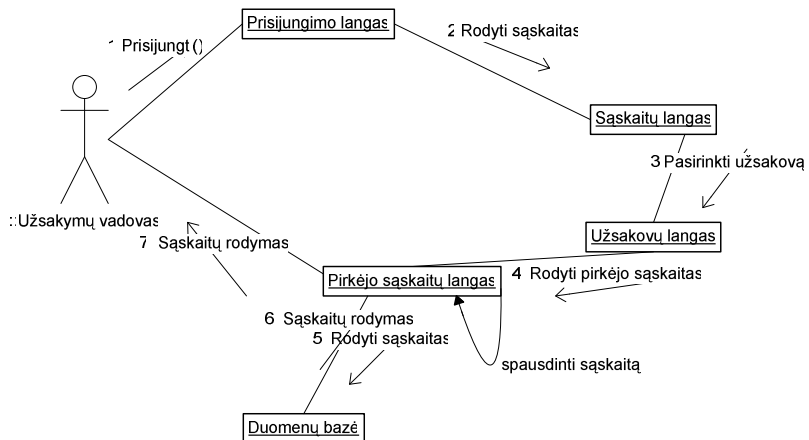 Prisijungimo langas
1 Prisijungt ()
2 Rodyti sąskaitas
Sąskaitų langas
3 Pasirinkti užsakovą
::Užsakymų vadovas
Užsakovų langas
7 Sąskaitų rodymas
4 Rodyti pirkėjo sąskaitas
Pirkėjo sąskaitų langas
6 Sąskaitų rodymas
5 Rodyti sąskaitas
spausdinti sąskaitą
Duomenų bazė